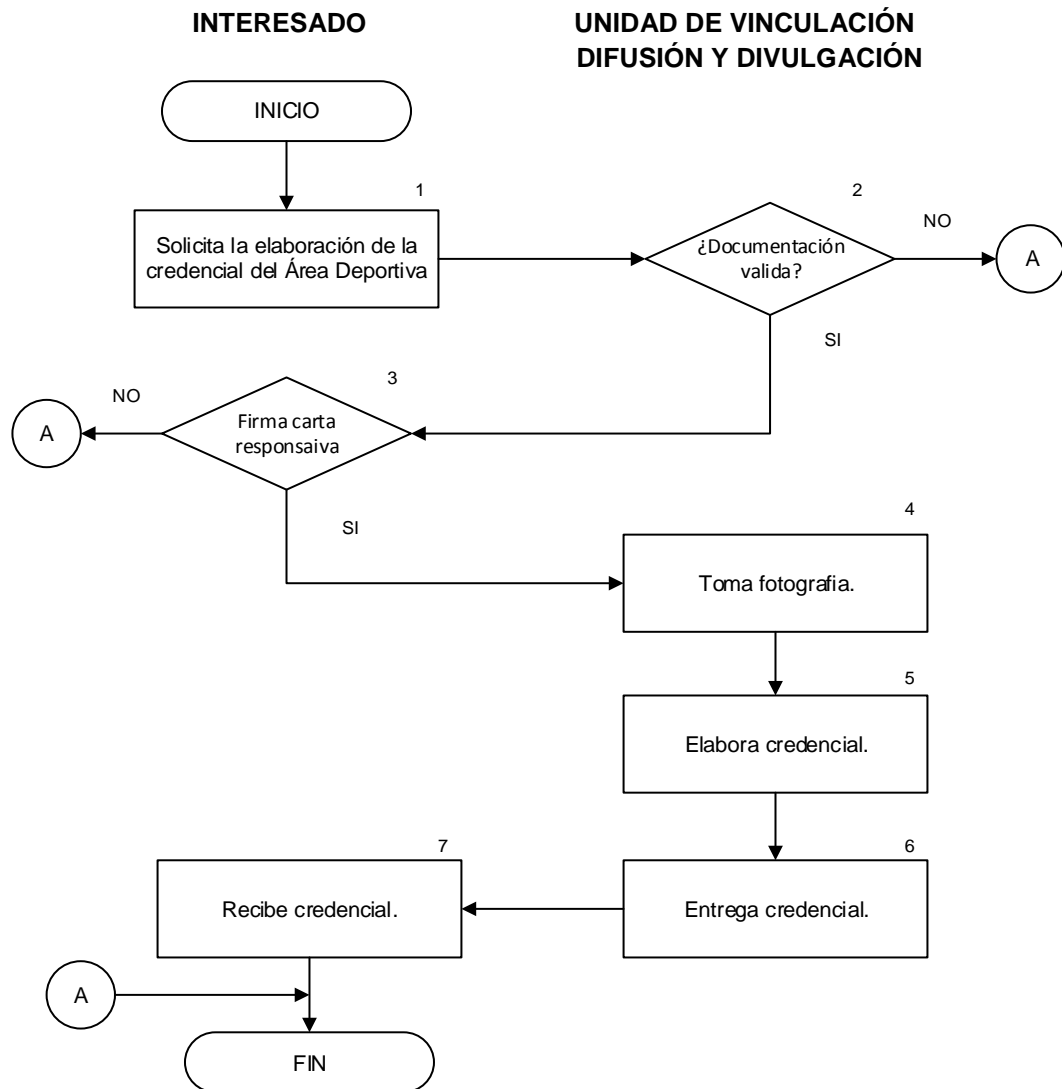 INTERESADO
UNIDAD DE VINCULACIÓN
DIFUSIÓN Y DIVULGACIÓN
INICIO
1
Solicita la elaboración de la
credencial del Área Deportiva
2
¿Documentación
valida?
NO
A
SI
3
Firma carta
responsaiva
NO
A
SI
4
Toma fotografia.
5
Elabora credencial.
6
Entrega credencial.
7
Recibe credencial.
A
FIN